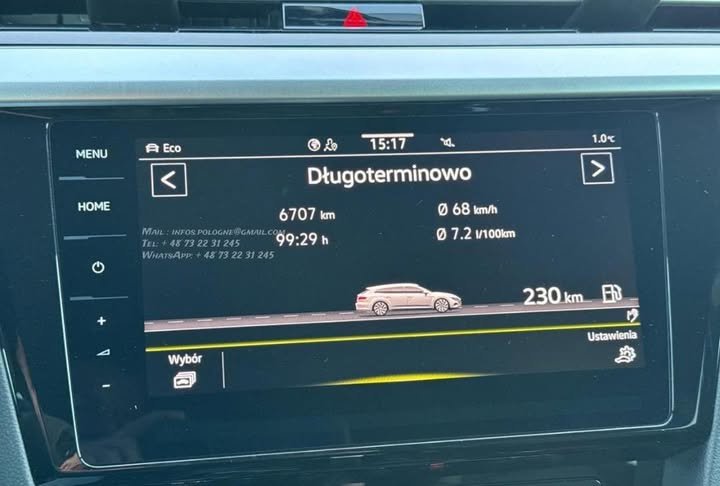 MENU
HOME
Eco
15:17
1.0°C
Długoterminowo
6707 km
Ø 68 km/h
99:29 h
Ø 7.2 l/100km
Mail : infos.pologne@gmail.com
Tel: + 48 73 22 31 245
WhatsApp: + 48 73 22 31 245
230 km
Ustawienia
Wybór
+
-